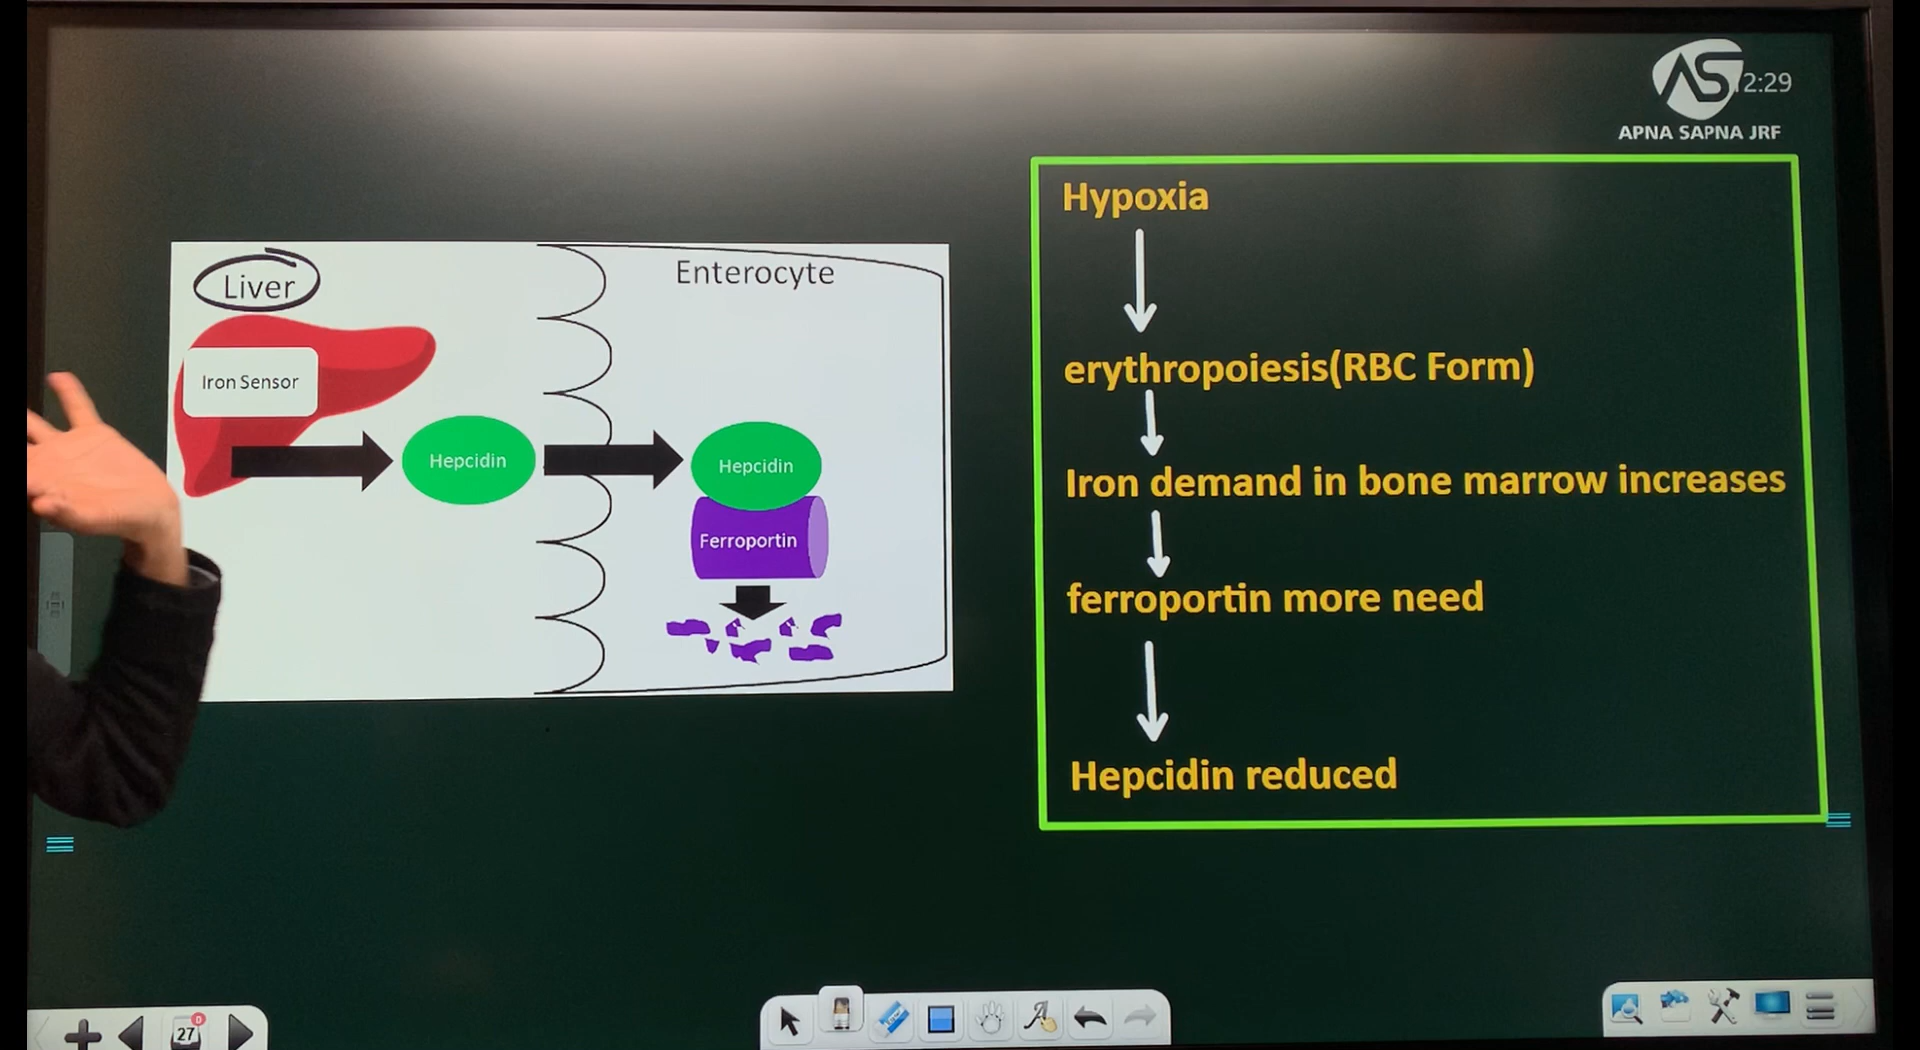 2:29
APNA SAPNA JRF
Liver
Enterocyte
Iron Sensor
Hepcidin
Hepcidin
Ferroportin
Hypoxia
erythropoiesis(RBC Form)
Iron demand in bone marrow increases
ferroportin more need
Hepcidin reduced
27